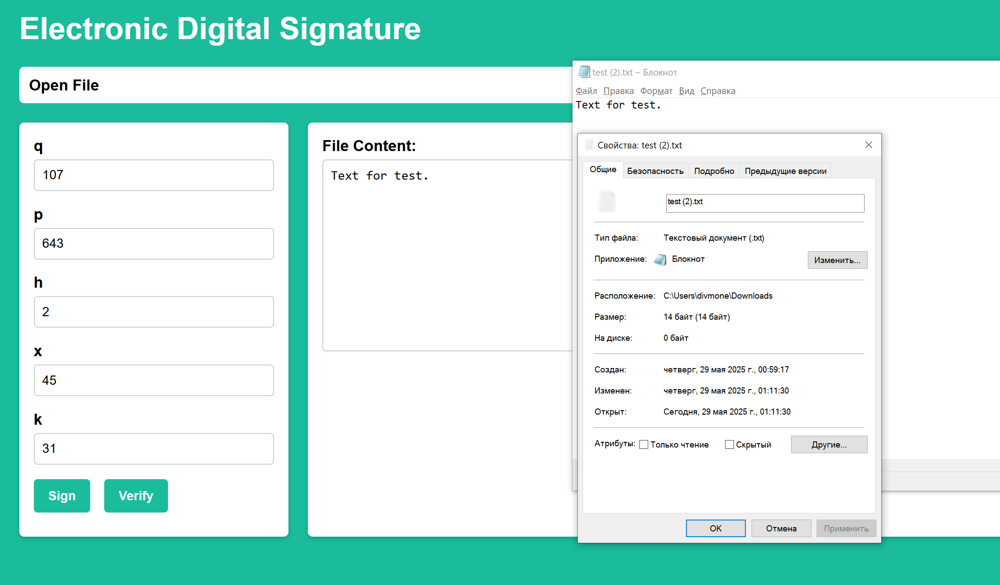 Electronic Digital Signature
Open File
q
107
p
643
h
2
x
45
k
31
Sign
Verify
File Content:
Text for test.
test (2).txt – Блокнот
Файл Правка Формат Вид Справка
Text for test.
Свойства: test (2).txt
Общие
Безопасность
Подробно
Предыдущие версии
test (2).txt
Тип файла: Текстовый документ (.txt)
Приложение: Блокнот
Изменить...
Расположение: C:\Users\divmone\Downloads
Размер: 14 байт (14 байт)
На диске: 0 байт
Создан: четверг, 29 мая 2025 г., 00:59:17
Изменен: четверг, 29 мая 2025 г., 01:11:30
Открыт: Сегодня, 29 мая 2025 г., 01:11:30
Атрибуты: Только чтение Скрытый
Другие...
OK
Отмена
Применить